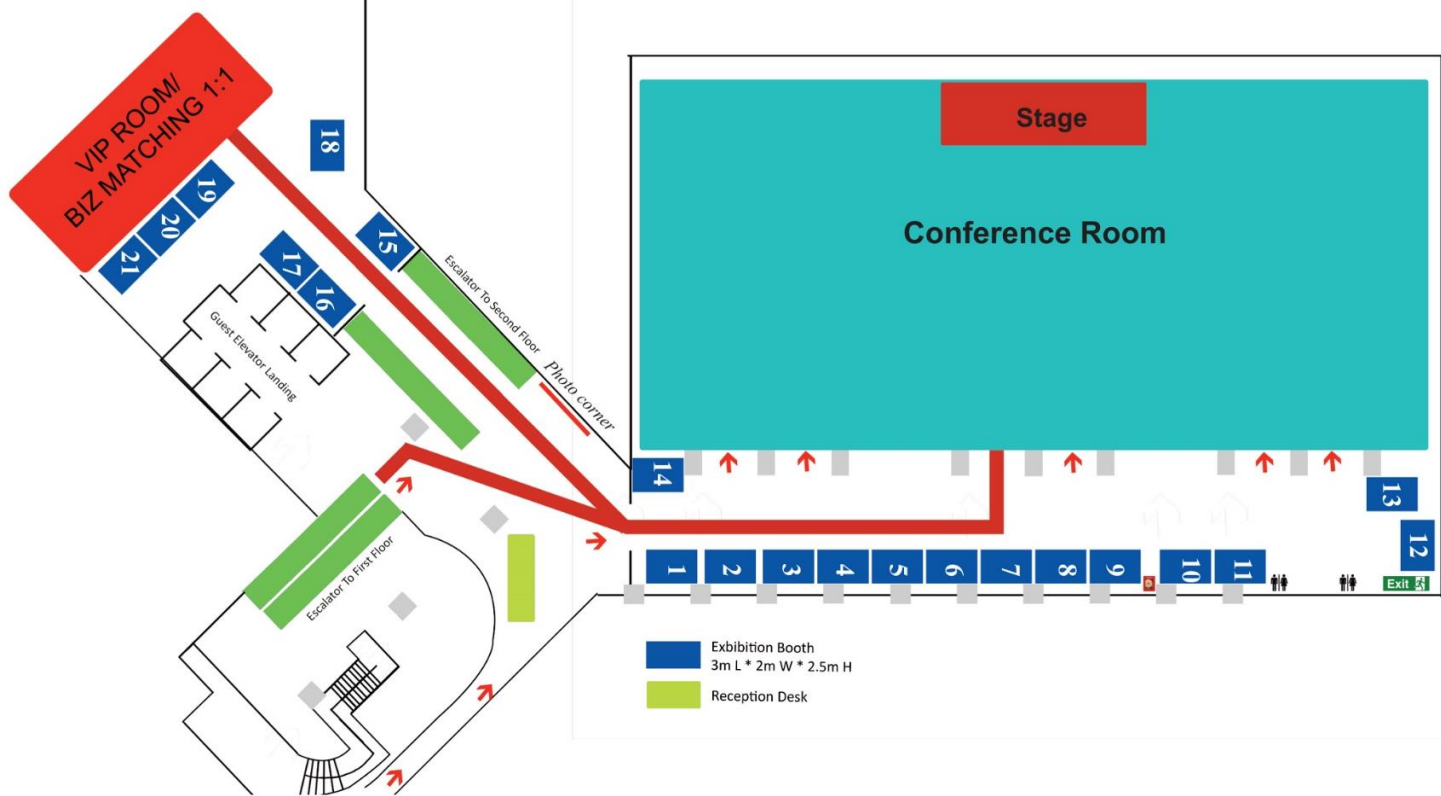 VIP ROOM/
BIZ MATCHING 1:1
18
19
20
21
15
17
16
Escalator To Second Floor
Photo corner
Guest Elevator Landing
Escalator To First Floor
Stage
Conference Room
14
13
12
1
2
3
4
5
6
7
8
9
10
11
Exit
Exbibition Booth
3m L * 2m W * 2.5m H
Reception Desk